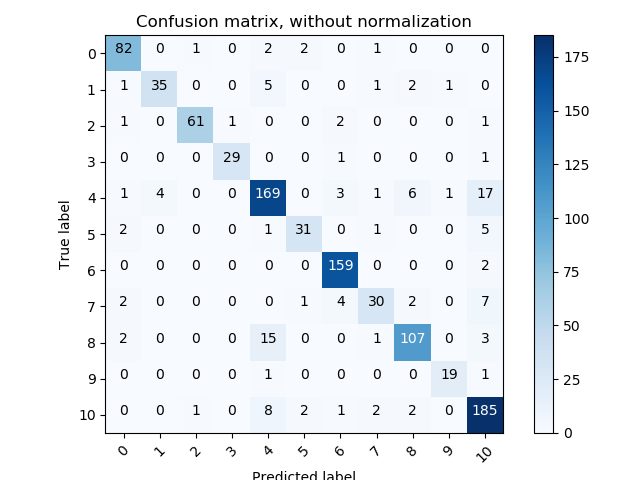 Confusion matrix, without normalization
True label
0 82 0 1 0 2 2 0 1 0 0 0
1 1 35 0 0 5 0 0 1 2 1 0
2 1 0 61 1 0 0 2 0 0 0 1
3 0 0 0 29 0 0 1 0 0 0 1
4 1 4 0 0 169 0 3 1 6 1 17
5 2 0 0 0 1 31 0 1 0 0 5
6 0 0 0 0 0 0 159 0 0 0 2
7 2 0 0 0 0 1 4 30 2 0 7
8 2 0 0 0 15 0 0 1 107 0 3
9 0 0 0 0 1 0 0 0 0 19 1
10 0 0 1 0 8 2 1 2 2 0 185
0 1 2 3 4 5 6 7 8 9 10
Predicted label
175
150
125
100
75
50
25
0